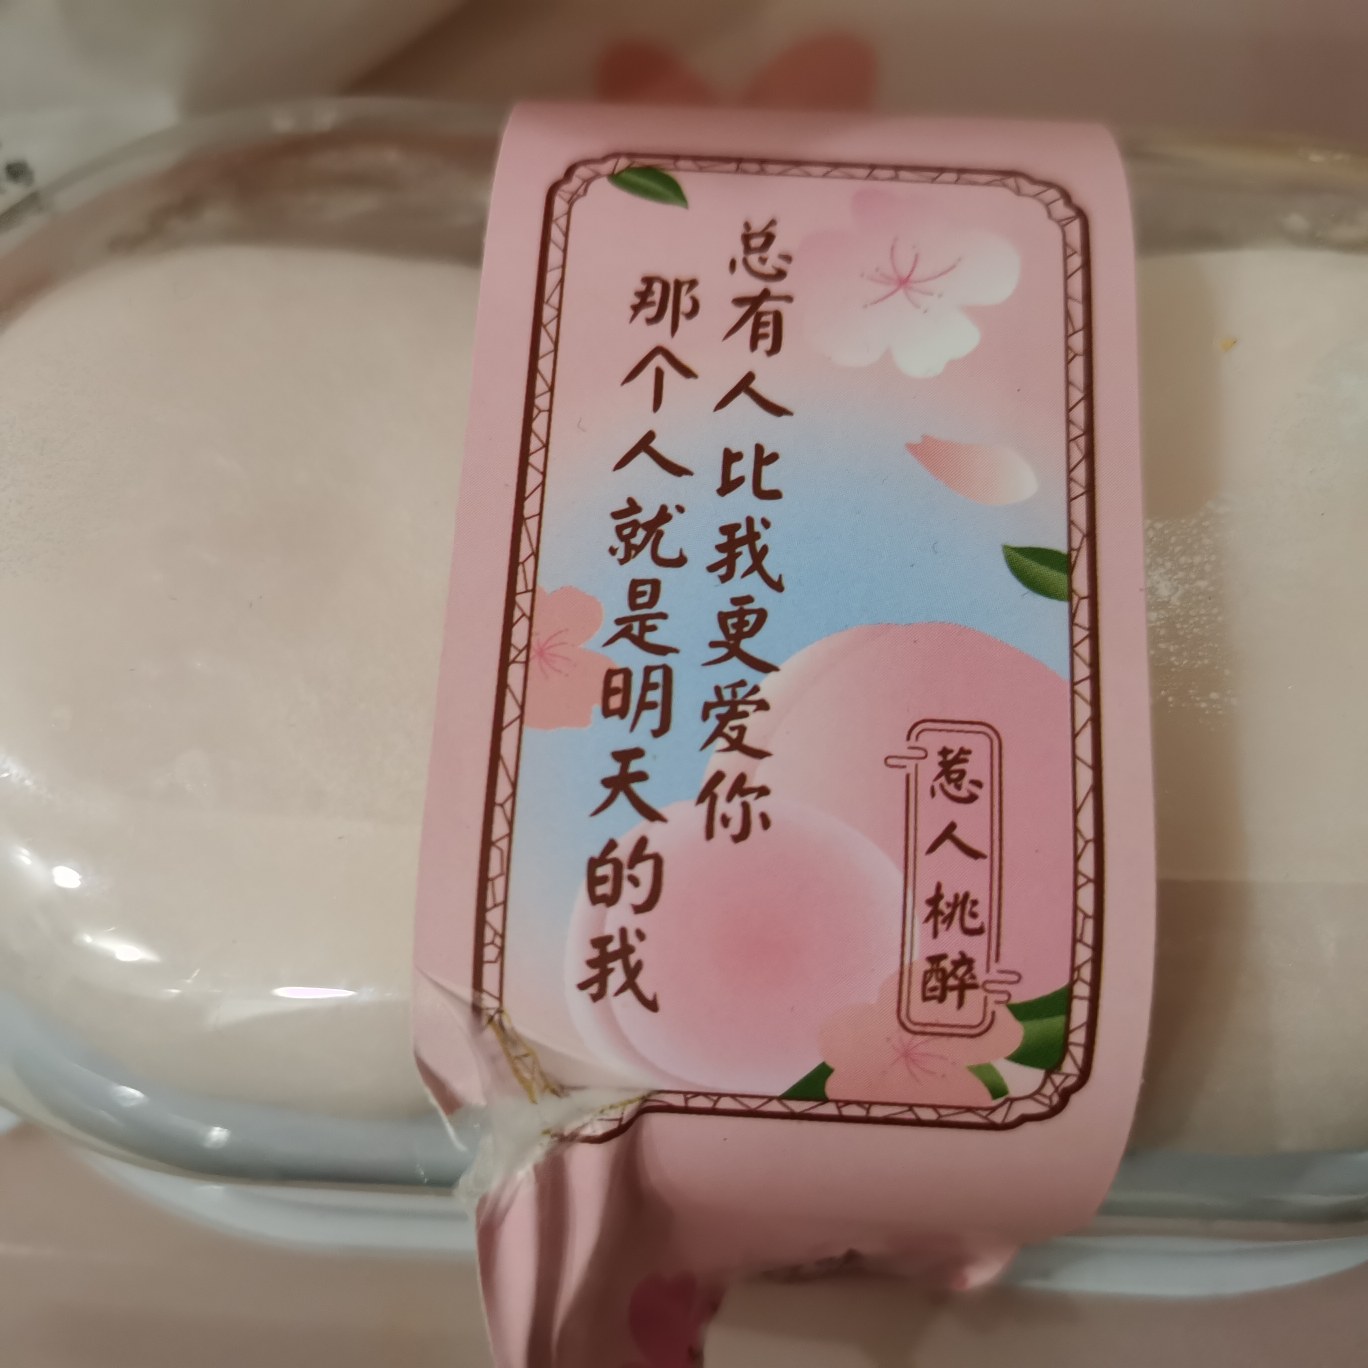 总有人比我更爱你
那个人就是明天的我
惹人桃醉